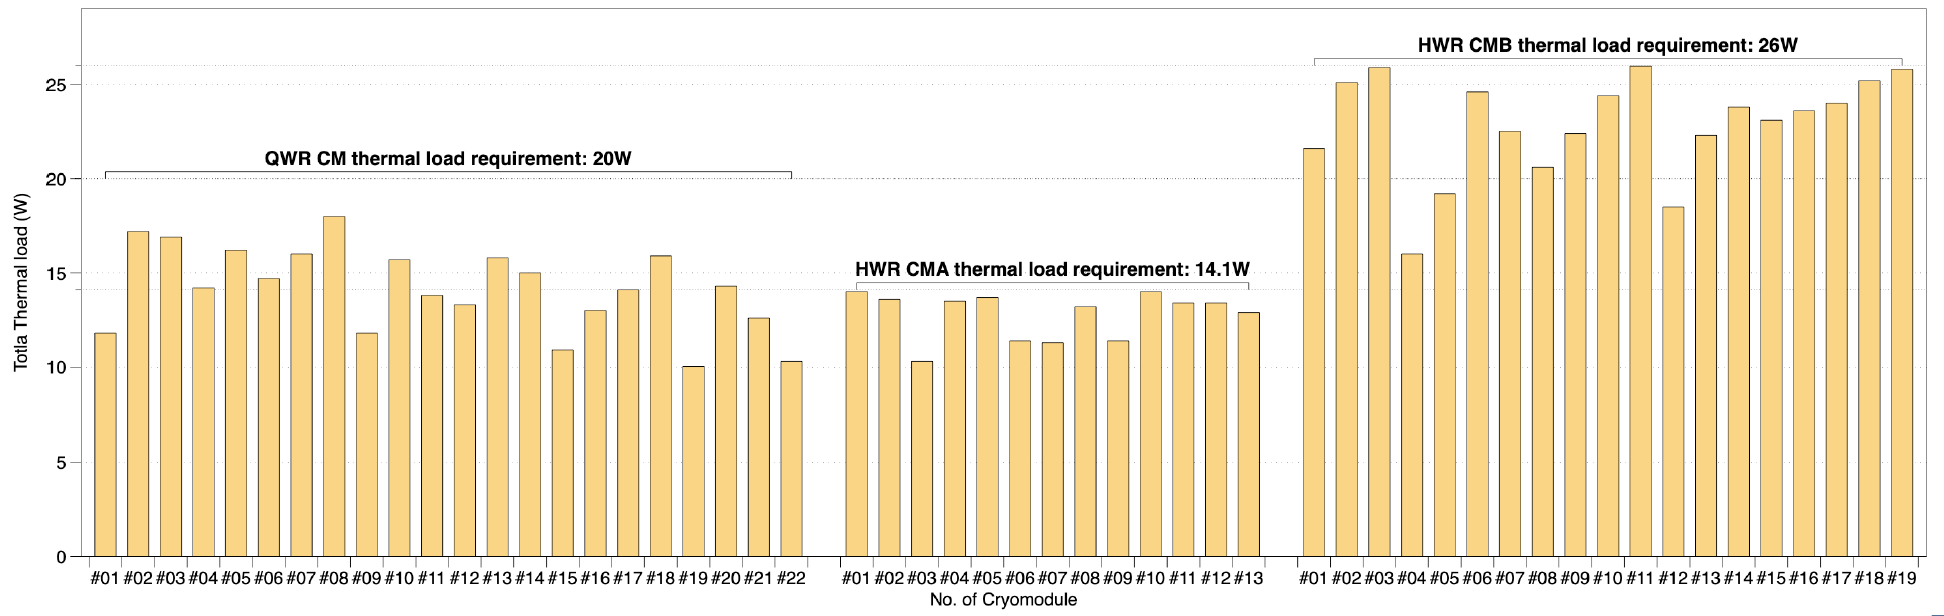 HWR CMB thermal load requirement: 26W
25
QWR CM thermal load requirement: 20W
20
15
HWR CMA thermal load requirement: 14.1W
10
5
0
Totla Thermal load (W)
#01 #02 #03 #04 #05 #06 #07 #08 #09 #10 #11 #12 #13 #14 #15 #16 #17 #18 #19 #20 #21 #22 #01 #02 #03 #04 #05 #06 #07 #08 #09 #10 #11 #12 #13 #01 #02 #03 #04 #05 #06 #07 #08 #09 #10 #11 #12 #13 #14 #15 #16 #17 #18 #19
No. of Cryomodule